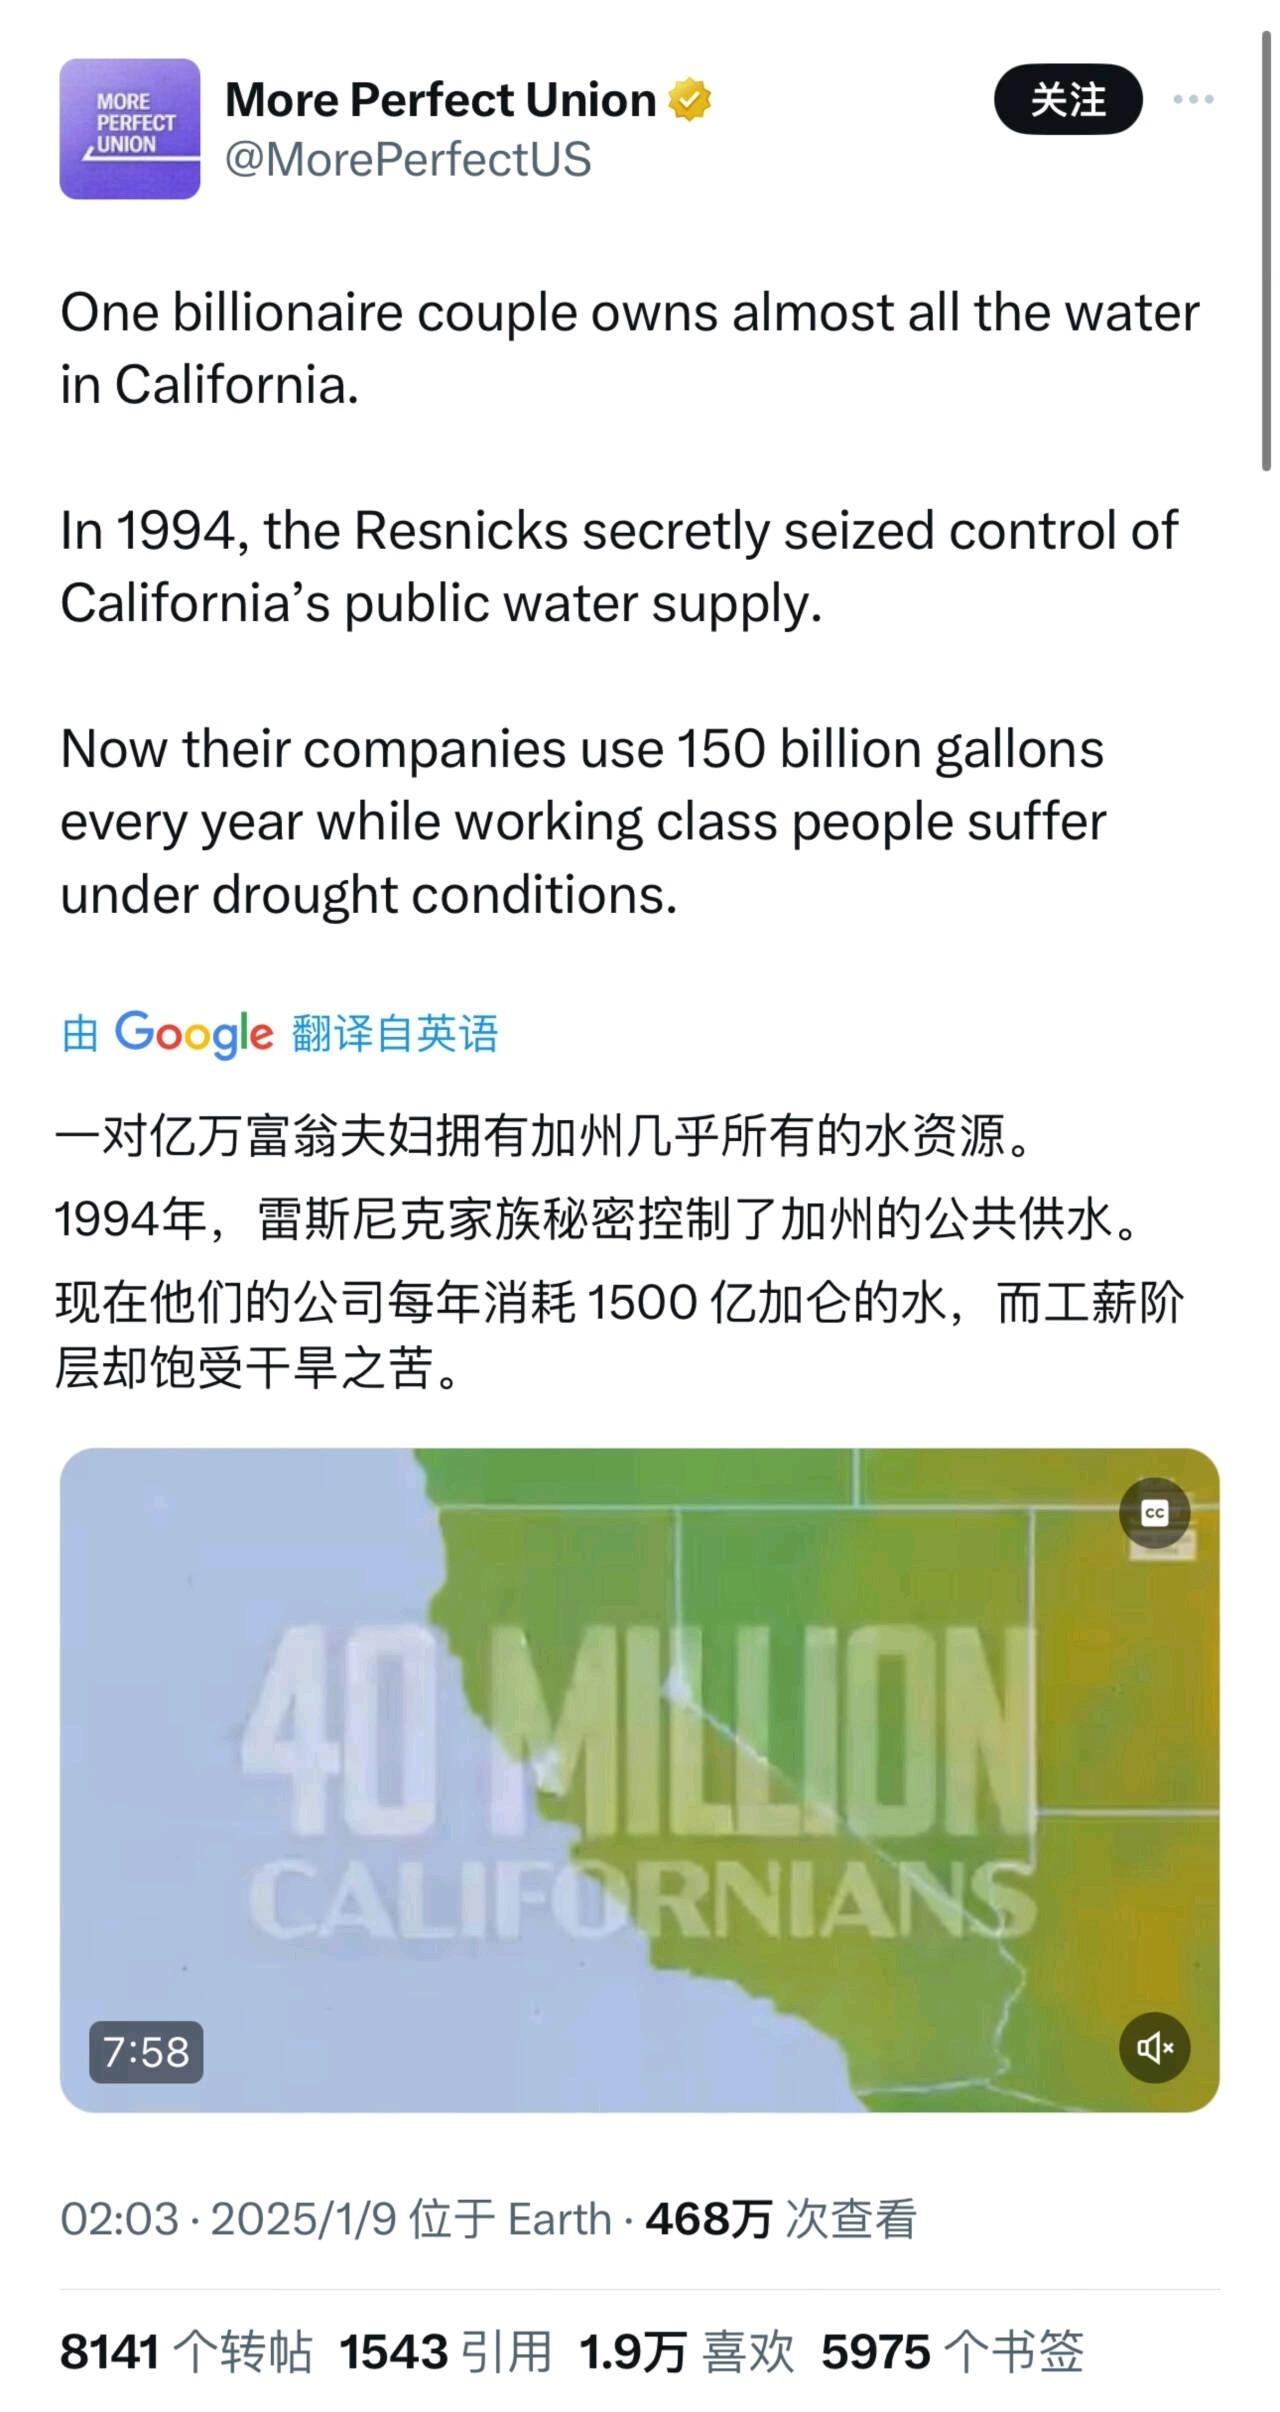 MORE
PERFECT
UNION
More Perfect Union
关注
@MorePerfectUS
One billionaire couple owns almost all the water
in California.
In 1994, the Resnicks secretly seized control of
California’s public water supply.
Now their companies use 150 billion gallons
every year while working class people suffer
under drought conditions.
由 Google 翻译自英语
一对亿万富翁夫妇拥有加州几乎所有的水资源。
1994年，雷斯尼克家族秘密控制了加州的公共供水。
现在他们的公司每年消耗 1500 亿加仑的水，而工薪阶
层却饱受干旱之苦。
CC
40 MILLION
CALIFORNIANS
7:58
02:03 · 2025/1/9 位于 Earth · 468万 次查看
8141 个转帖 1543 引用 1.9万 喜欢 5975 个书签